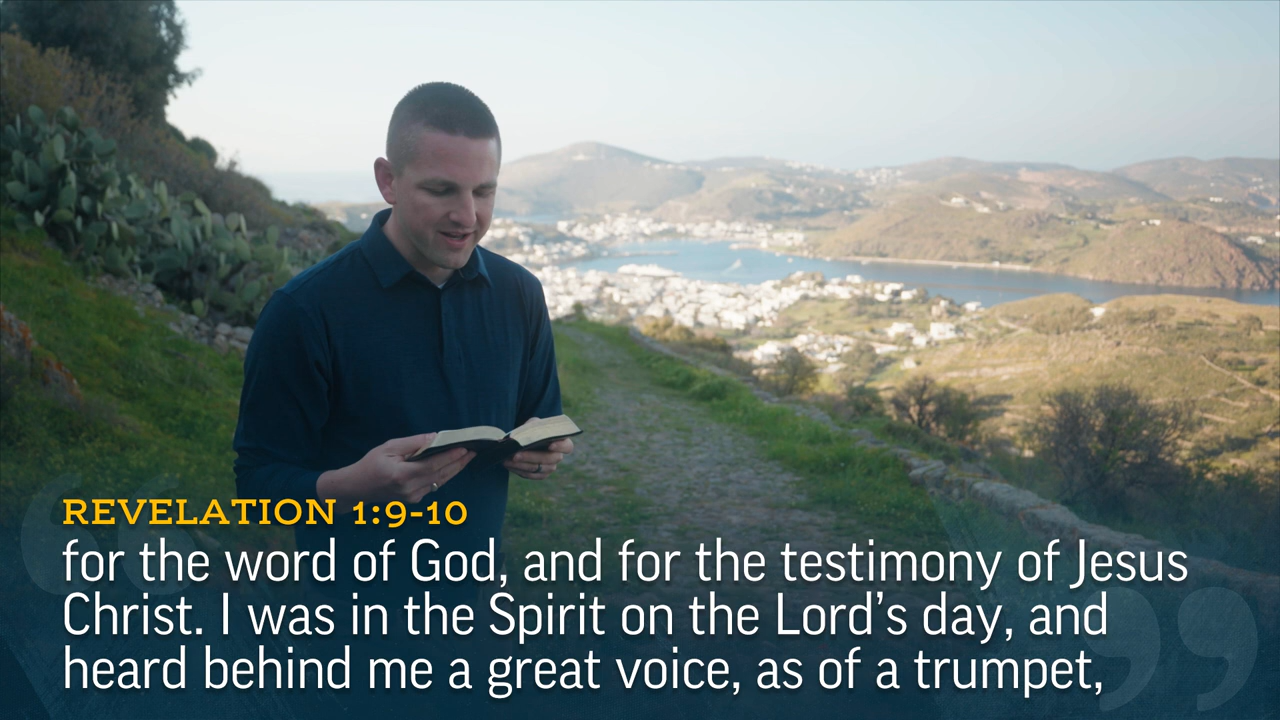 REVELATION 1:9-10
for the word of God, and for the testimony of Jesus
Christ. I was in the Spirit on the Lord’s day, and
heard behind me a great voice, as of a trumpet,